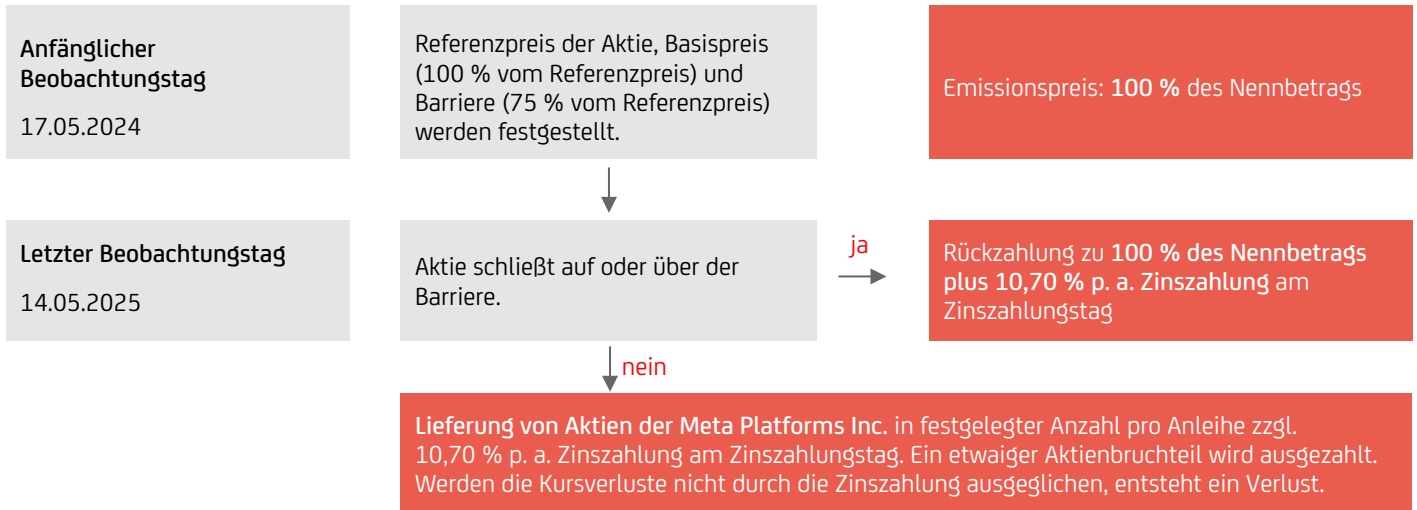 Anfänglicher
Beobachtungstag
17.05.2024
Referenzpreis der Aktie, Basispreis
(100 % vom Referenzpreis) und
Barriere (75 % vom Referenzpreis)
werden festgestellt.
Emissionspreis: 100 % des Nennbetrags
Letzter Beobachtungstag
14.05.2025
Aktie schließt auf oder über der
Barriere.
ja
Rückzahlung zu 100 % des Nennbetrags
plus 10,70 % p. a. Zinszahlung am
Zinszahlungstag
nein
Lieferung von Aktien der Meta Platforms Inc. in festgelegter Anzahl pro Anleihe zzgl.
10,70 % p. a. Zinszahlung am Zinszahlungstag. Ein etwaiger Aktienbruchteil wird ausgezahlt.
Werden die Kursverluste nicht durch die Zinszahlung ausgeglichen, entsteht ein Verlust.